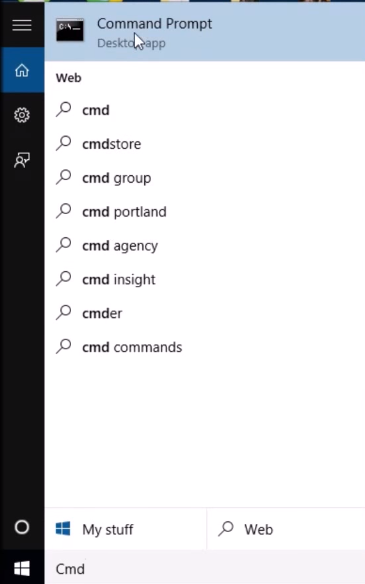 Command Prompt
Desktop app
Web
cmd
cmdstore
cmd group
cmd portland
cmd agency
cmd insight
cmder
cmd commands
My stuff
Web
Cmd